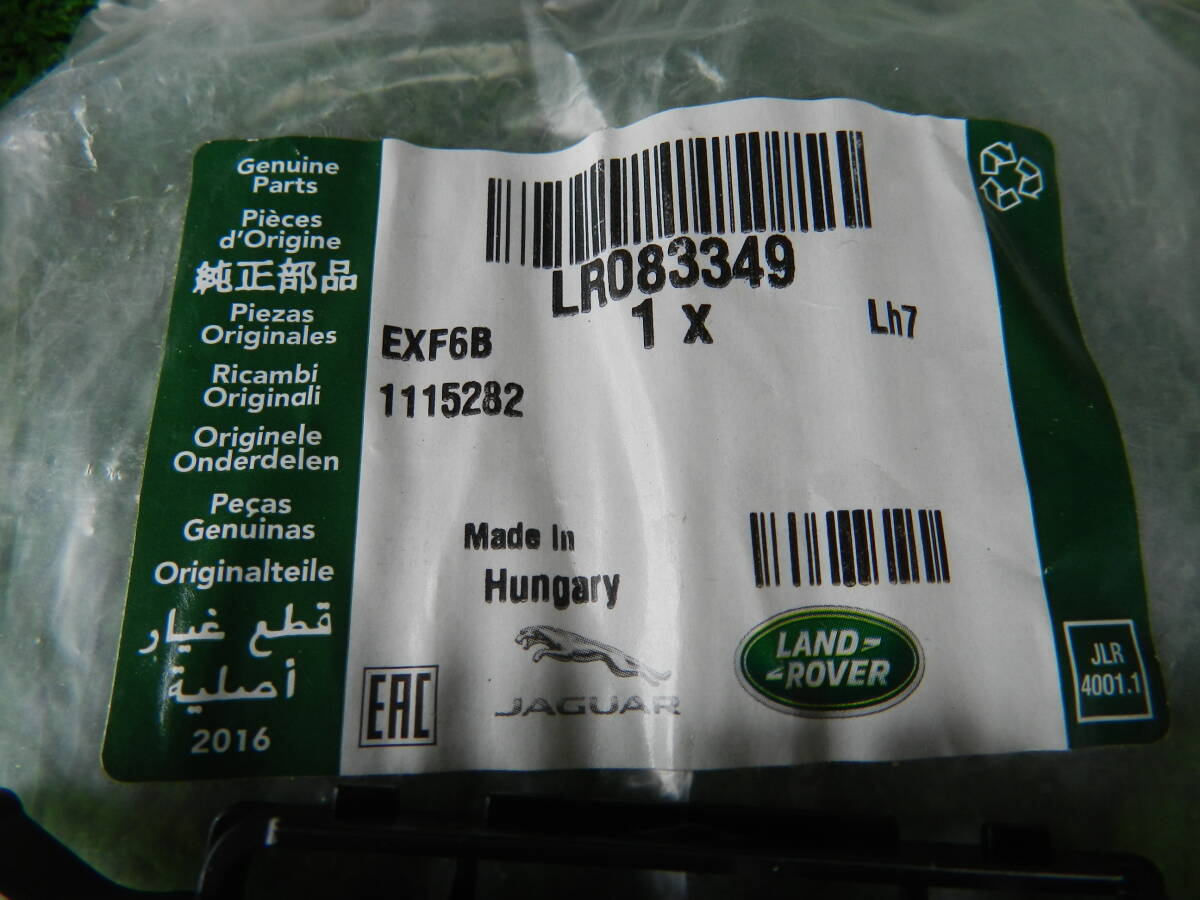 Genuine
Parts
Pièces
d'Origine
純正部品
Piezas
Originales
Ricambi
Originali
Originele
Onderdelen
Peças
Genuinas
Originalteile
قطع غيار
أصلية
2016
LR083349
1 X
Lh7
EXF6B
1115282
Made In
Hungary
EAC
JAGUAR
LAND-
-ROVER
JLR
4001.1